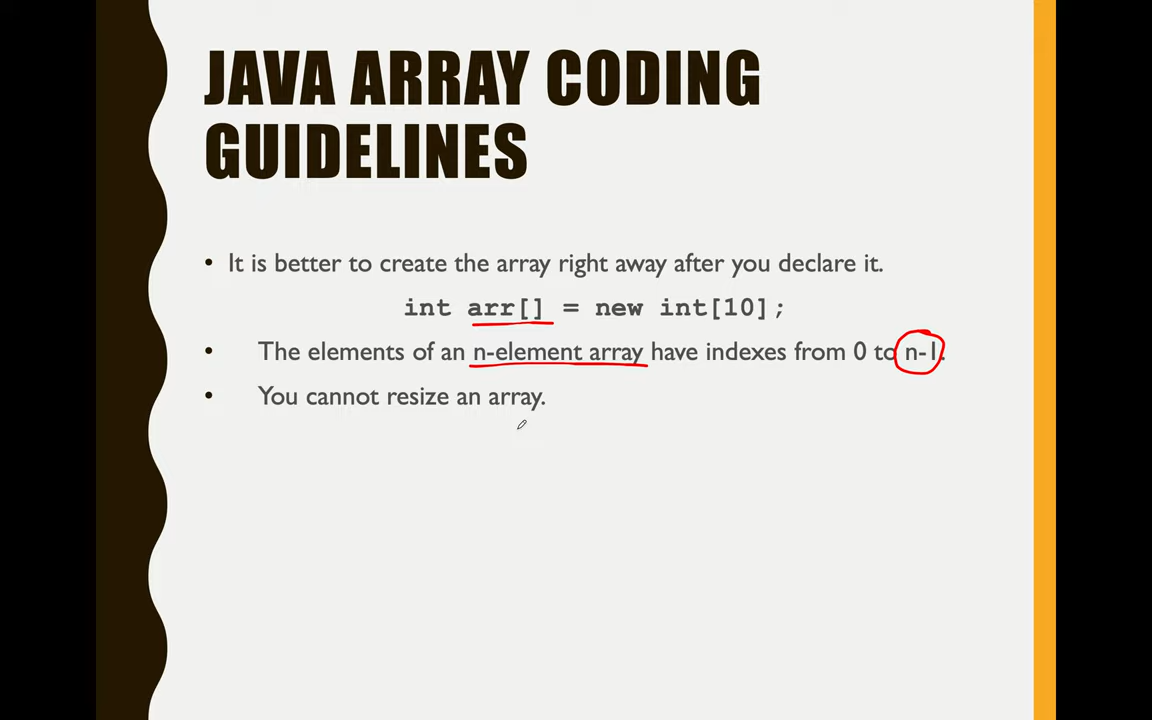 JAVA ARRAY CODING
GUIDELINES
• It is better to create the array right away after you declare it.
int arr[] = new int[10];
• The elements of an n-element array have indexes from 0 to n-1.
• You cannot resize an array.